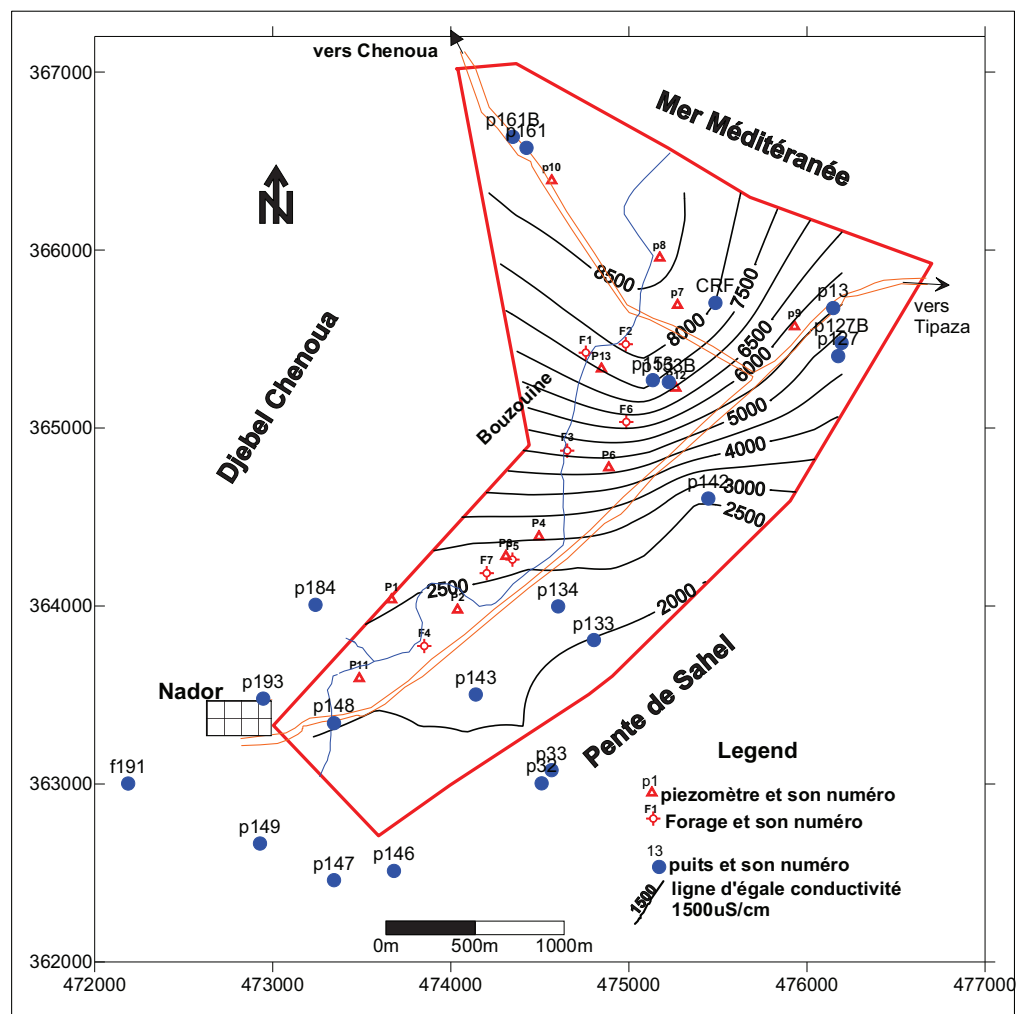 vers Chenoua
367000
Mer Méditéranée
p161B
p161
p10
N
366000
p8
8500
CRF
7500
p7
p13
vers
Tipaza
8000
p9
p127B
p127
6500
6000
F2
F1
P13
p153
p153B
P12
Djebel Chenoua
Bouzouine
365000
F6
5000
F3
4000
P6
p142
3000
2500
P4
P8
P5
F7
364000
p184
P1
2500
P2
p134
2000
p133
F4
P11
Pente de Sahel
Nador
p193
p143
p148
363000
f191
p33
p32
Legend
p1
piezomètre et son numéro
F1
Forage et son numéro
p149
p147
p146
13
puits et son numéro
1500
ligne d'égale conductivité
1500uS/cm
0m
500m
1000m
362000
472000
473000
474000
475000
476000
477000